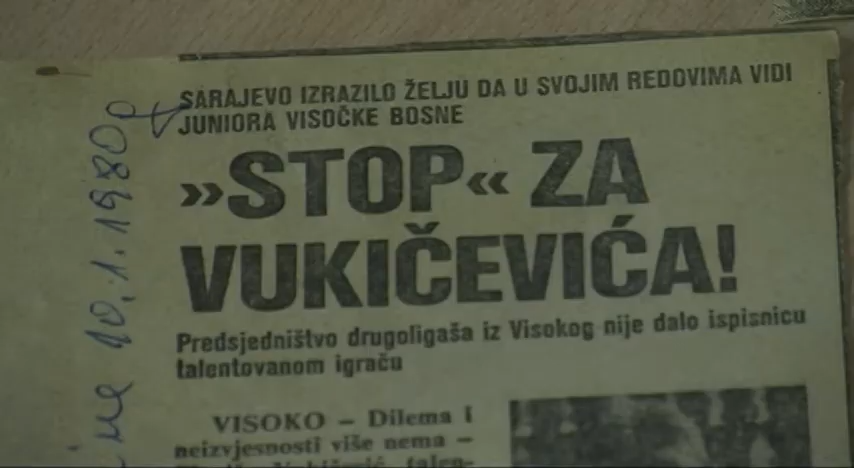 SARAJEVO IZRAZILO ŽELJU DA U SVOJIM REDOVIMA VIDI
JUNIORA VISOČKE BOSNE
»STOP« ZA
VUKIČEVIĆA!
Predsjedništvo drugoligaša iz Visokog nije dalo ispisnicu
talentovanom igraču
VISOKO – Dilema i
neizvjesnosti više nema –
talen-
10.1.1980